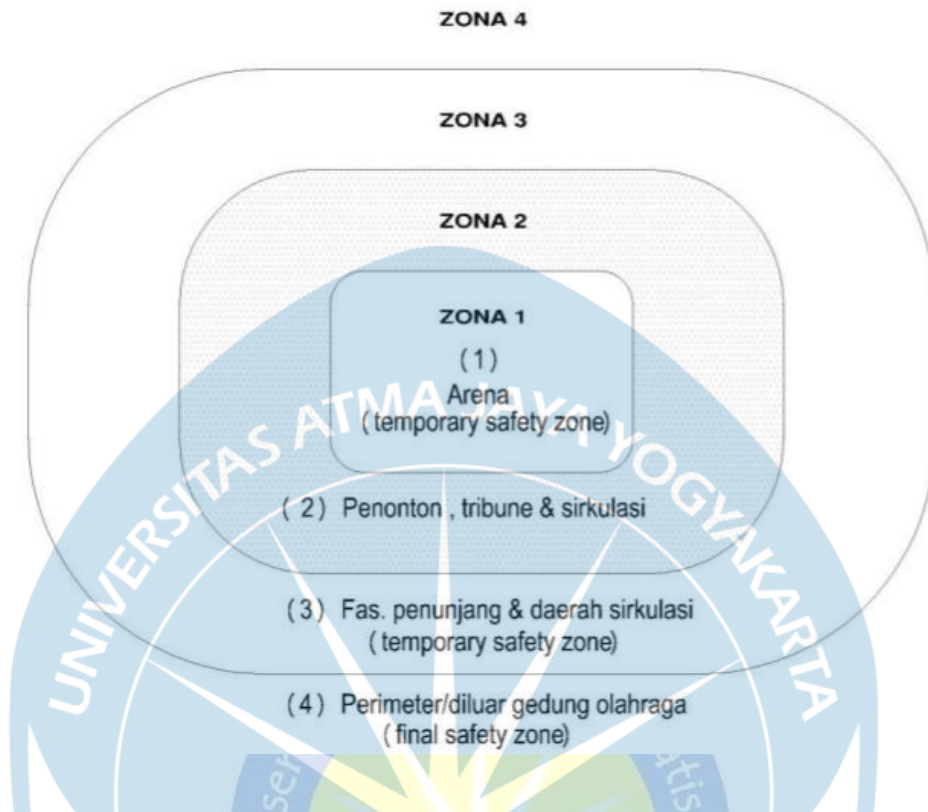 ZONA 4
ZONA 3
ZONA 2
ZONA 1
( 1 )
Arena
( temporary safety zone)
( 2 ) Penonton , tribune & sirkulasi
( 3 ) Fas. penunjang & daerah sirkulasi
( temporary safety zone)
( 4 ) Perimeter/diluar gedung olahraga
( final safety zone)
UNIVERSITAS ATMA JAYA YOGYAKARTA